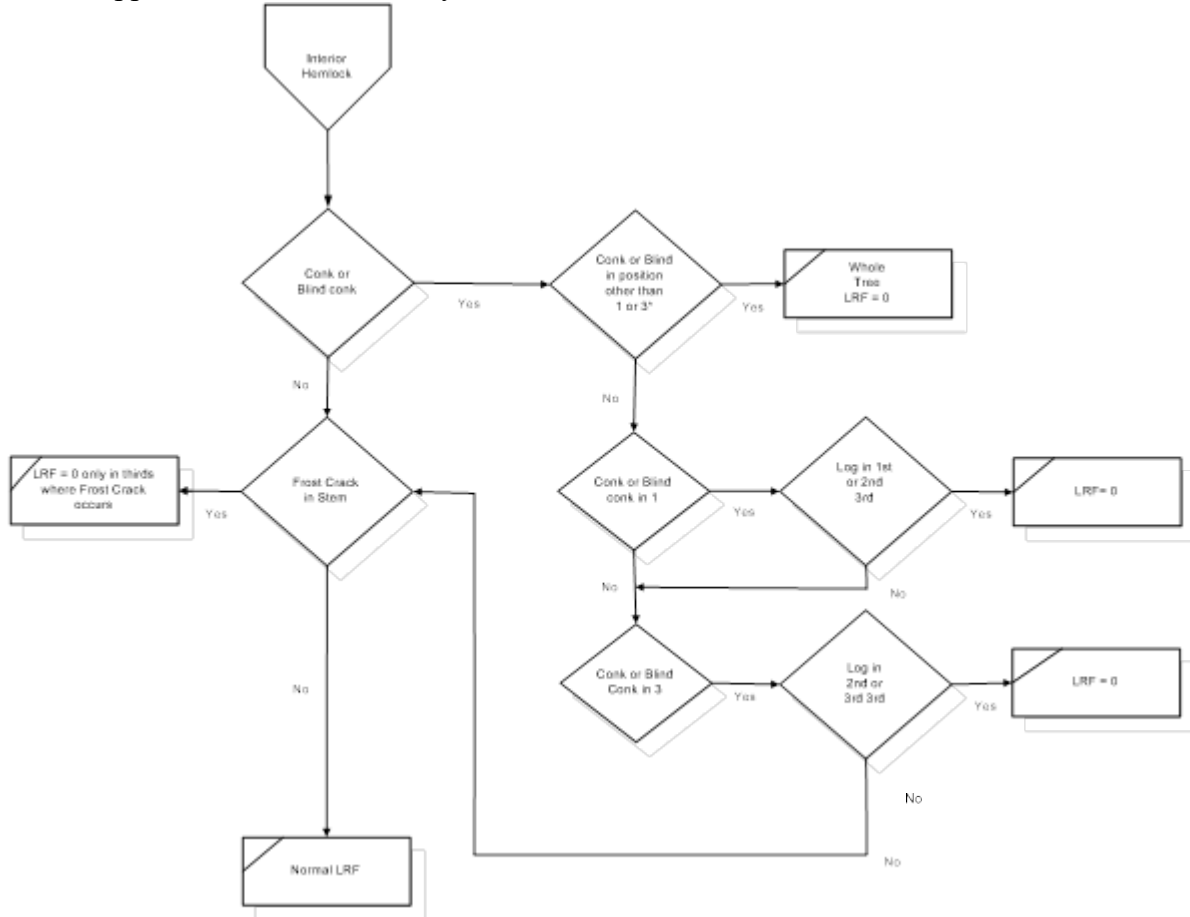 Interior
Hemlock
Conk or
Blind conk
Yes
Conk or Blind
in position
other than
1 or 3"
Yes
Whole
Tree
LRF = 0
No
No
LRF = 0 only in thirds
where Frost Crack
occurs
Yes
Frost Crack
in Stem
Conk or Blind
conk in 1
Yes
Log in 1st
or 2nd
3rd
Yes
LRF= 0
No
No
No
Conk or Blind
Conk in 3
Yes
Log in
2nd or
3rd 3rd
Yes
LRF = 0
No
No
Normal LRF